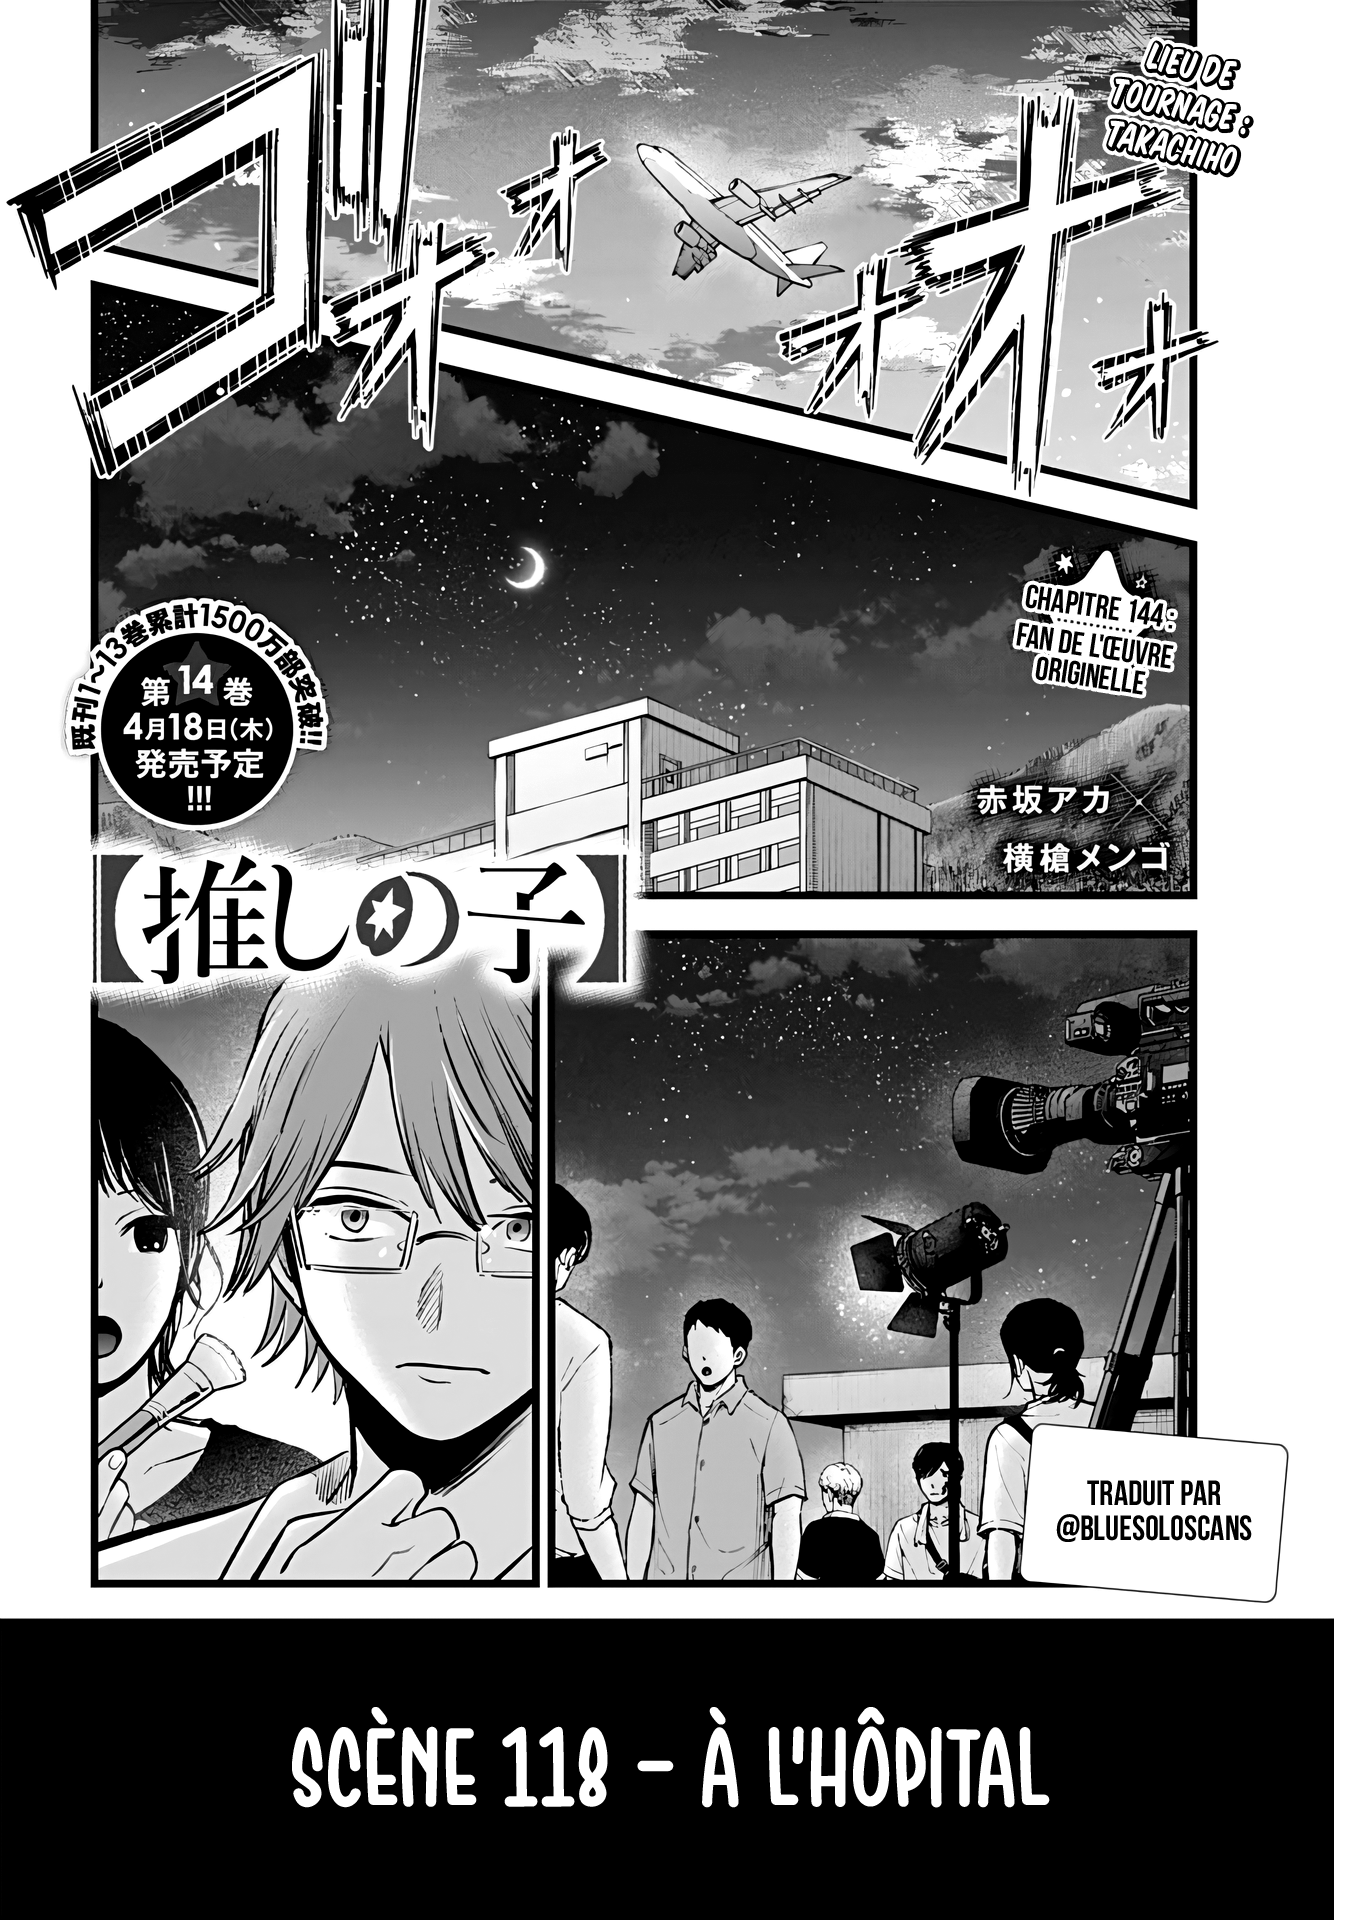 LIEU DE
TOURNAGE :
TAKACHIHO
ゴォオォオォオォ
CHAPITRE 144 :
FAN DE L'ŒUVRE
ORIGINELLE
既刊1~13巻累計1500万部突破!!
第14巻
4月18日(木)
発売予定
!!!
赤坂アカ×
横槍メンゴ
【推しの子】
TRADUIT PAR
@BLUESOLOSCANS
SCÈNE 118 - À L'HÔPITAL